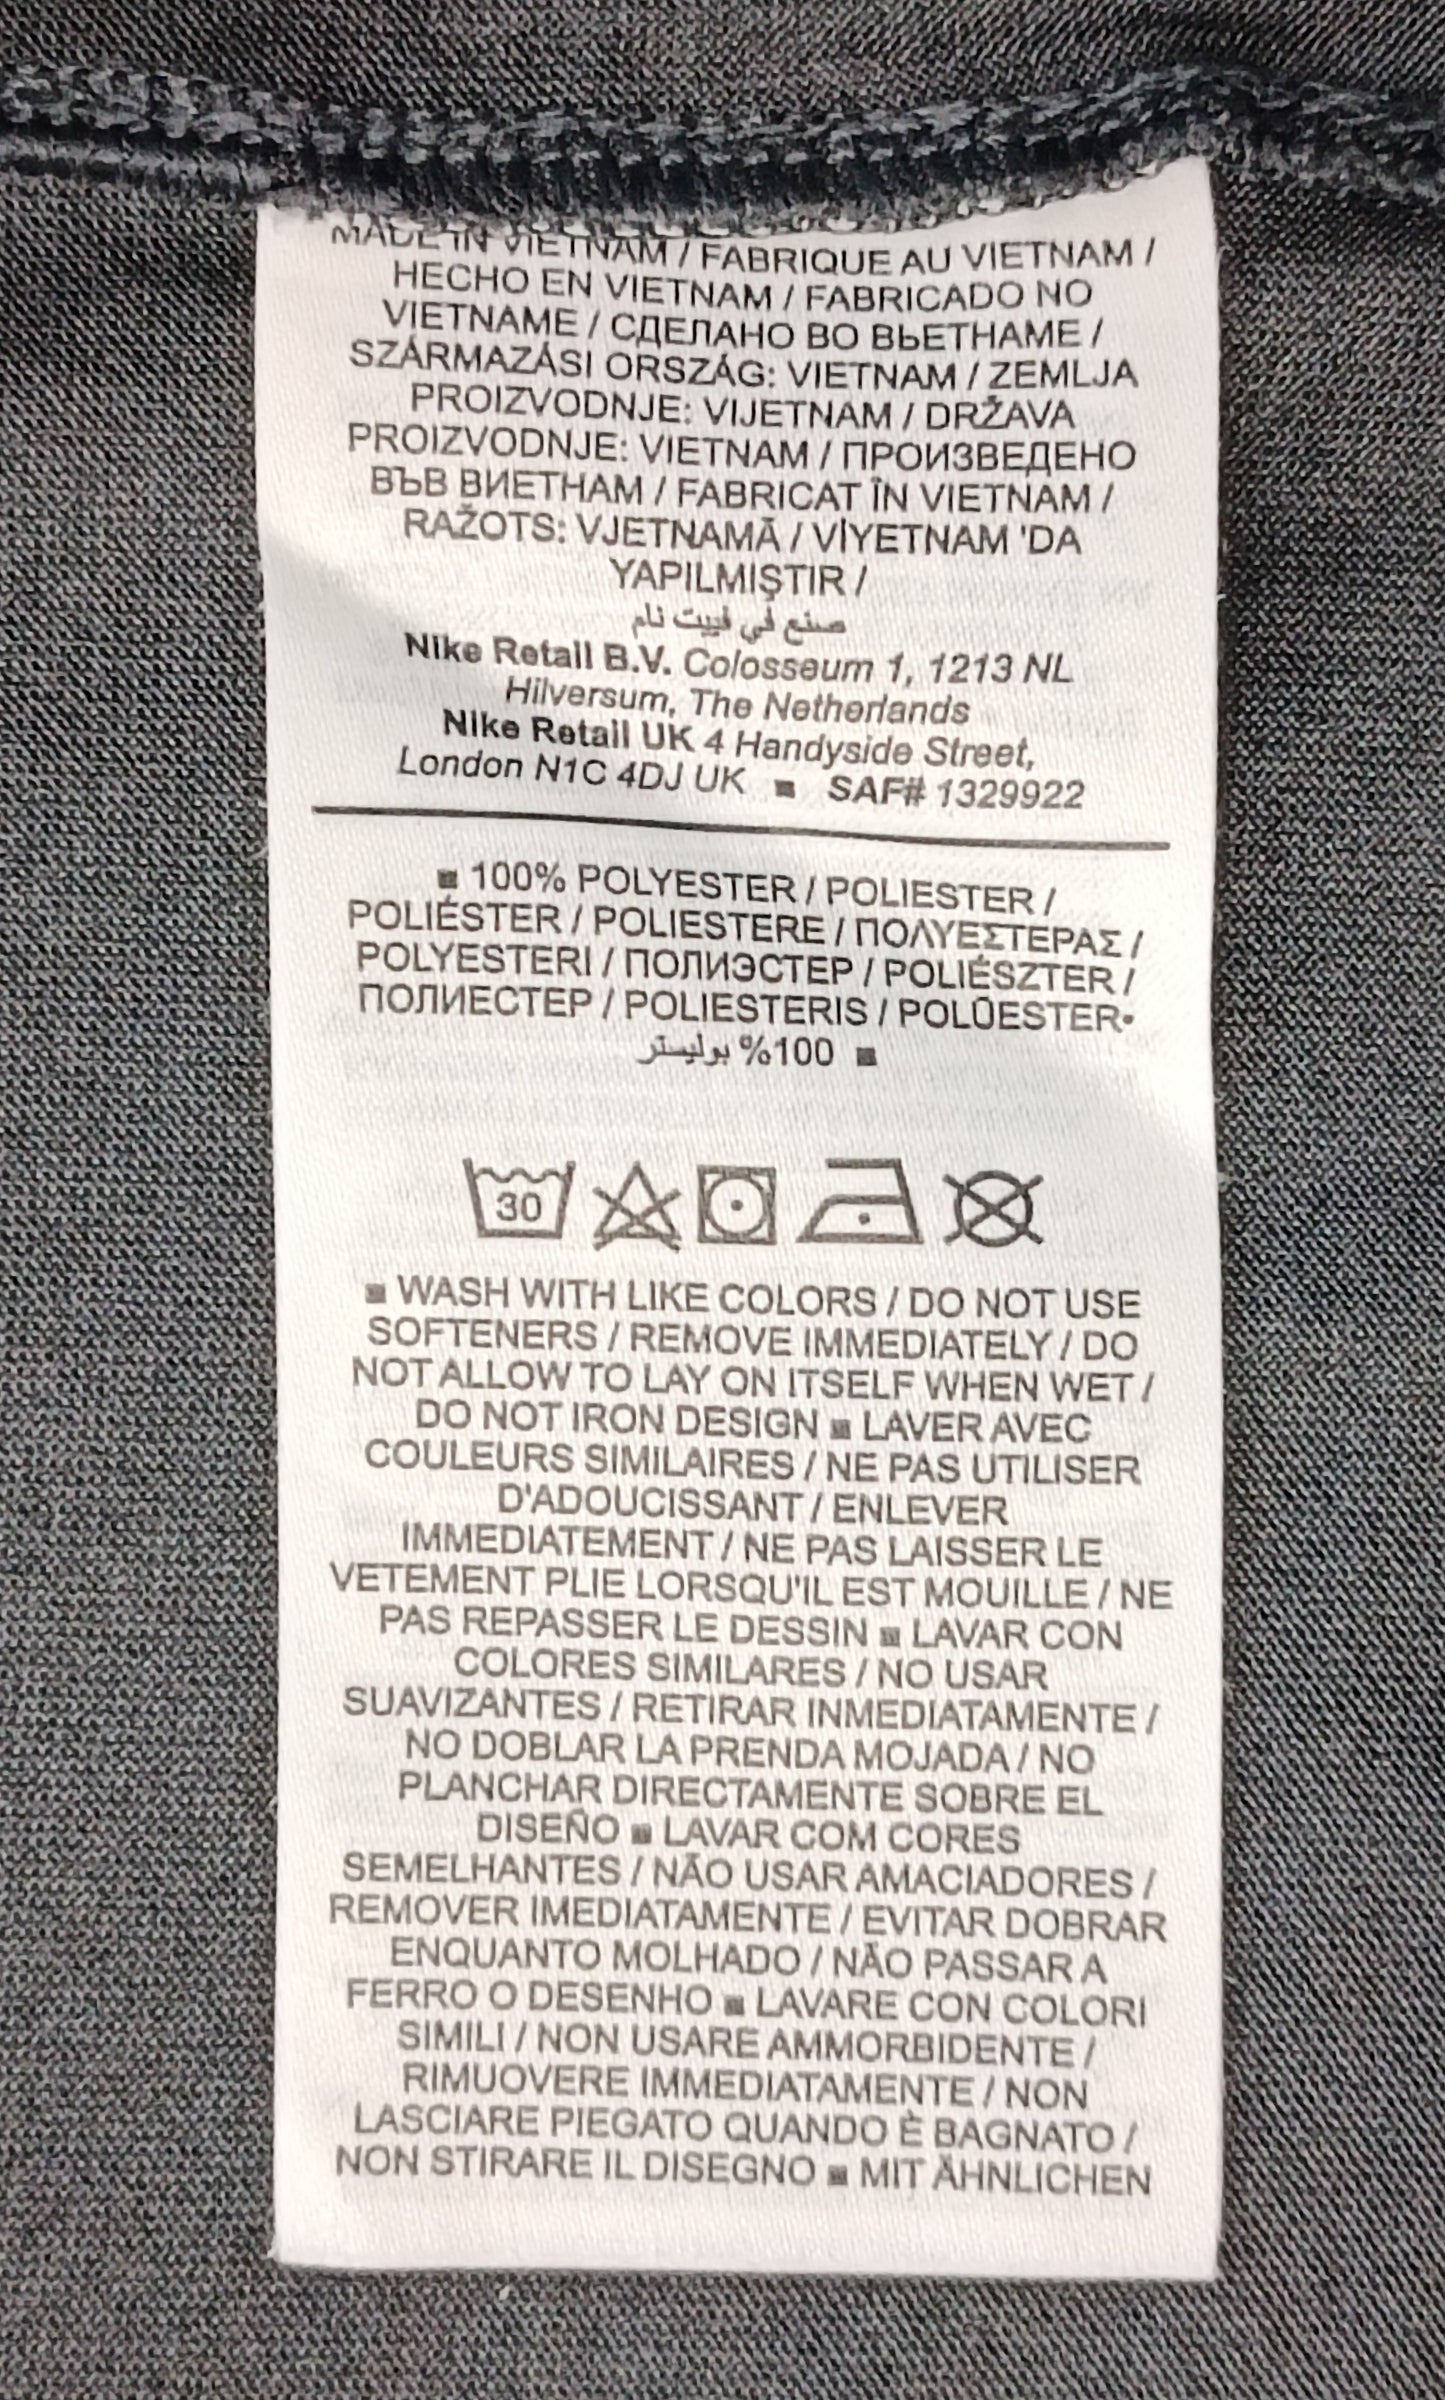 MADE IN VIETNAM / FABRIQUE AU VIETNAM /
HECHO EN VIETNAM / FABRICADO NO
VIETNAME / СДЕЛАНО ВО ВЬЕТНАМЕ /
SZÁRMAZÁSI ORSZÁG: VIETNAM / ZEMLJA
PROIZVODNJE: VIJETNAM / DRŽAVA
PROIZVODNJE: VIETNAM / ПРОИЗВЕДЕНО
ВЪВ ВИЕТНАМ / FABRICAT ÎN VIETNAM /
RAŽOTS: VJETNAMĀ / VİYETNAM 'DA
YAPILMIŞTIR /
صنع في فييت نام
Nike Retail B.V. Colosseum 1, 1213 NL
Hilversum, The Netherlands
Nike Retail UK 4 Handyside Street,
London N1C 4DJ UK ■ SAF# 1329922
■ 100% POLYESTER / POLIESTER /
POLIÉSTER / POLIESTERE / ΠΟΛΥΕΣΤΕΡΑΣ /
POLYESTERI / ПОЛИЭСТЕР / POLIÉSZTER /
ПОЛИЕСТЕР / POLIESTERIS / POLÜESTER•
■ 100% بوليستر
30
■ WASH WITH LIKE COLORS / DO NOT USE
SOFTENERS / REMOVE IMMEDIATELY / DO
NOT ALLOW TO LAY ON ITSELF WHEN WET /
DO NOT IRON DESIGN ■ LAVER AVEC
COULEURS SIMILAIRES / NE PAS UTILISER
D'ADOUCISSANT / ENLEVER
IMMEDIATEMENT / NE PAS LAISSER LE
VETEMENT PLIE LORSQU'IL EST MOUILLE / NE
PAS REPASSER LE DESSIN ■ LAVAR CON
COLORES SIMILARES / NO USAR
SUAVIZANTES / RETIRAR INMEDIATAMENTE /
NO DOBLAR LA PRENDA MOJADA / NO
PLANCHAR DIRECTAMENTE SOBRE EL
DISEÑO ■ LAVAR COM CORES
SEMELHANTES / NÃO USAR AMACIADORES /
REMOVER IMEDIATAMENTE / EVITAR DOBRAR
ENQUANTO MOLHADO / NÃO PASSAR A
FERRO O DESENHO ■ LAVARE CON COLORI
SIMILI / NON USARE AMMORBIDENTE /
RIMUOVERE IMMEDIATAMENTE / NON
LASCIARE PIEGATO QUANDO È BAGNATO /
NON STIRARE IL DISEGNO ■ MIT ÄHNLICHEN